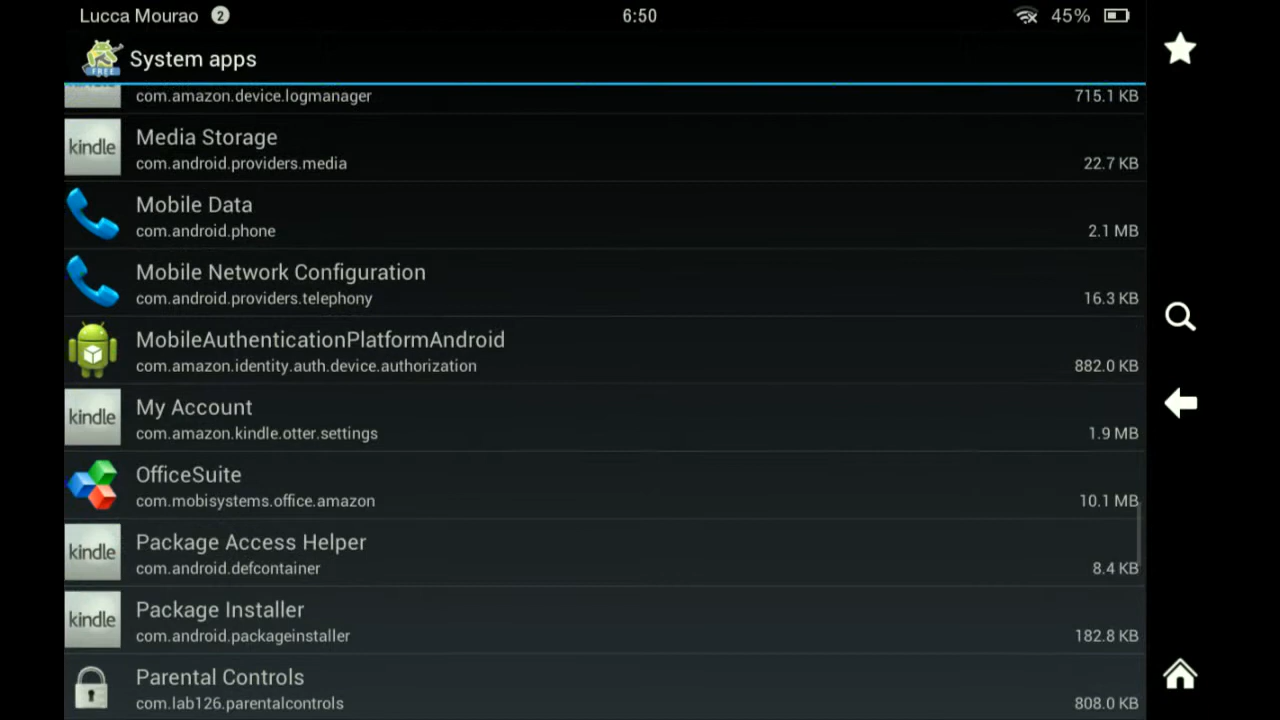 Lucca Mourao 2 6:50 45%
FREE System apps
com.amazon.device.logmanager 715.1 KB
kindle Media Storage
com.android.providers.media 22.7 KB
Mobile Data
com.android.phone 2.1 MB
Mobile Network Configuration
com.android.providers.telephony 16.3 KB
MobileAuthenticationPlatformAndroid
com.amazon.identity.auth.device.authorization 882.0 KB
kindle My Account
com.amazon.kindle.otter.settings 1.9 MB
OfficeSuite
com.mobisystems.office.amazon 10.1 MB
kindle Package Access Helper
com.android.defcontainer 8.4 KB
kindle Package Installer
com.android.packageinstaller 182.8 KB
Parental Controls
com.lab126.parentalcontrols 808.0 KB